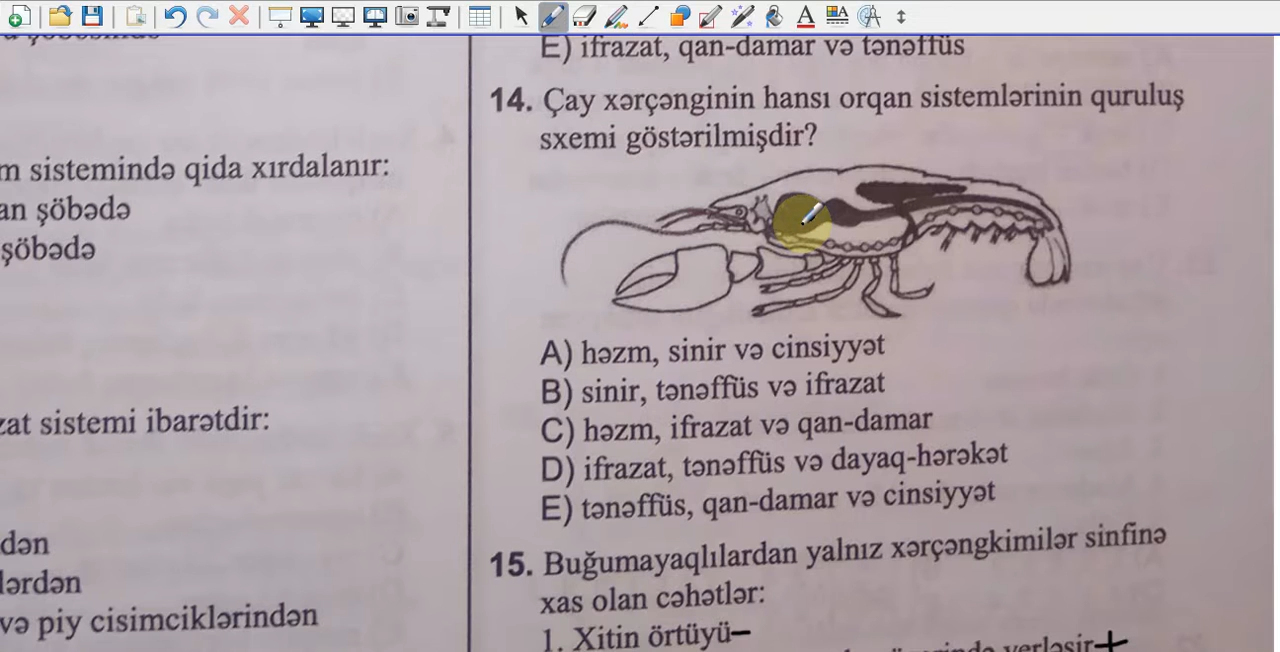 m sistemində qida xırdalanır:
an şöbədə
şöbədə
zat sistemi ibarətdir:
dən
lərdən
və piy cisimciklərindən
E) ifrazat, qan-damar və tənəffüs
14. Çay xərçənginin hansı orqan sistemlərinin quruluş
sxemi göstərilmişdir?
A) həzm, sinir və cinsiyyət
B) sinir, tənəffüs və ifrazat
C) həzm, ifrazat və qan-damar
D) ifrazat, tənəffüs və dayaq-hərəkət
E) tənəffüs, qan-damar və cinsiyyət
15. Buğumayaqlılardan yalnız xərçəngkimilər sinfinə
xas olan cəhətlər:
1. Xitin örtüyü–
yerləşir+